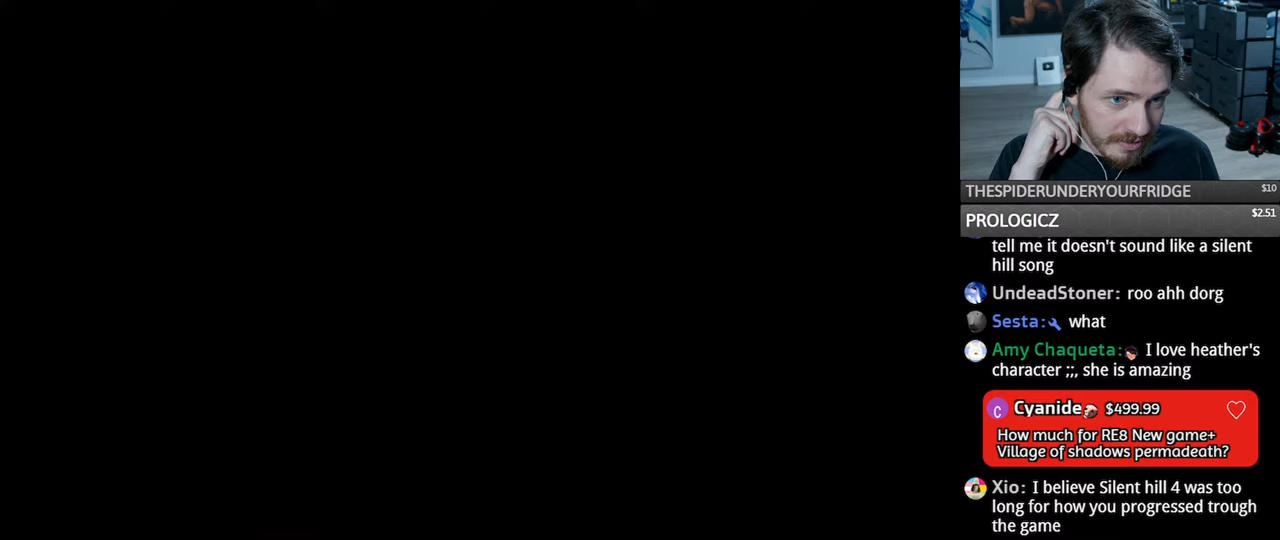 THESPIDERUNDERYOURFRIDGE $10
PROLOGICZ $2.51
tell me it doesn't sound like a silent
hill song
UndeadStoner: roo ahh dorg
Sesta: what
Amy Chaqueta: I love heather's
character ;;, she is amazing
C Cyanide $499.99
How much for RE8 New game+
Village of shadows permadeath?
Xio: I believe Silent hill 4 was too
long for how you progressed trough
the game